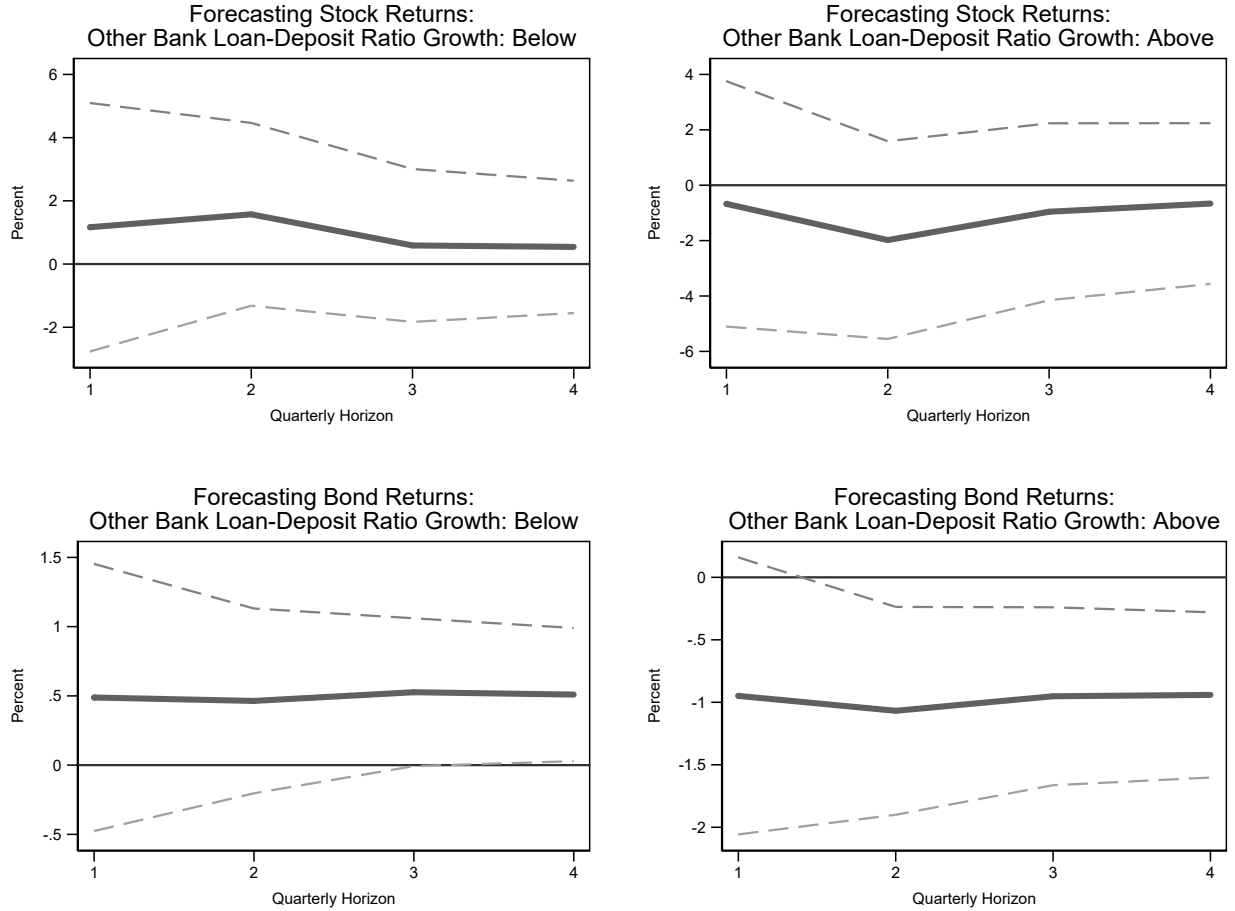 Forecasting Stock Returns:
Other Bank Loan-Deposit Ratio Growth: Below
6
4
2
0
-2
Percent
1 2 3 4
Quarterly Horizon
Forecasting Stock Returns:
Other Bank Loan-Deposit Ratio Growth: Above
4
2
0
-2
-4
-6
Percent
1 2 3 4
Quarterly Horizon
Forecasting Bond Returns:
Other Bank Loan-Deposit Ratio Growth: Below
1.5
1
.5
0
-.5
Percent
1 2 3 4
Quarterly Horizon
Forecasting Bond Returns:
Other Bank Loan-Deposit Ratio Growth: Above
0
-.5
-1
-1.5
-2
Percent
1 2 3 4
Quarterly Horizon